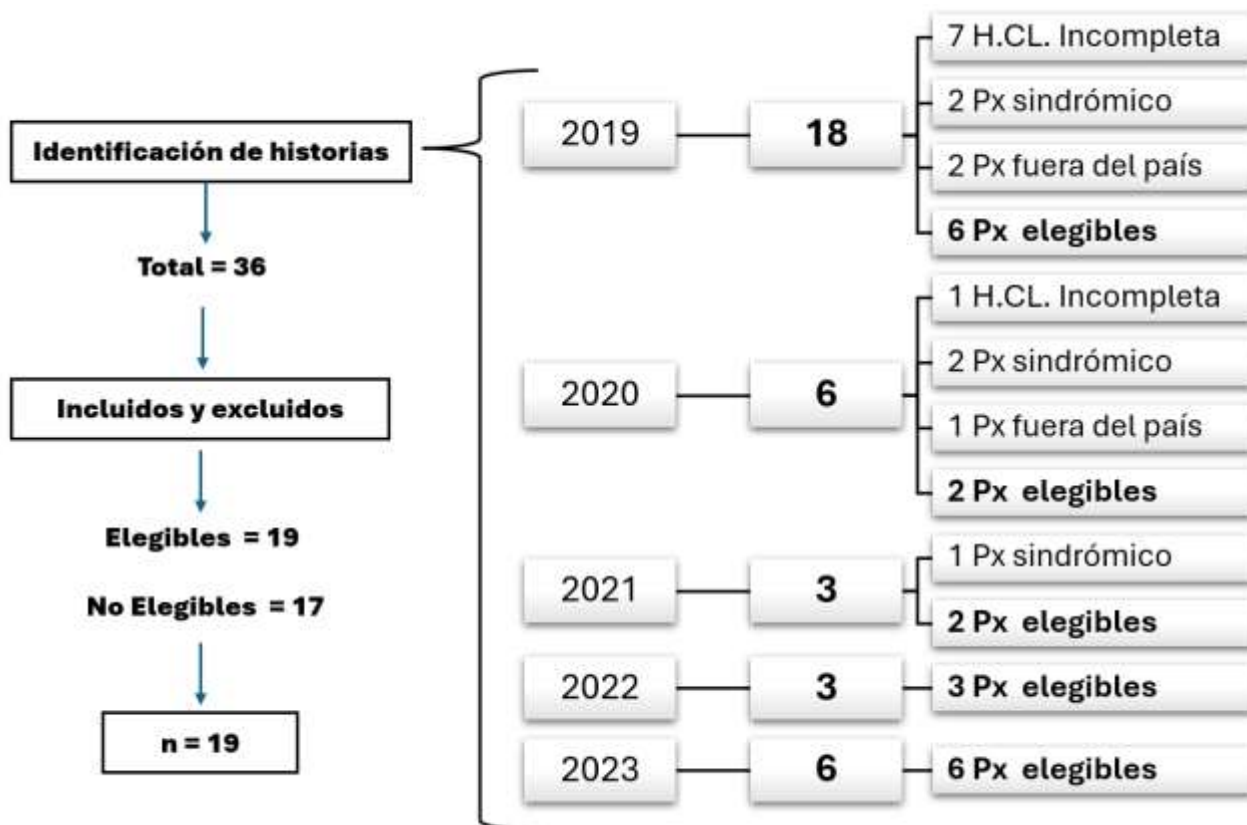 Identificación de historias
Total = 36
Incluidos y excluidos
Elegibles = 19
No Elegibles = 17
n = 19
2019
18
7 H.CL. Incompleta
2 Px sindrómico
2 Px fuera del país
6 Px elegibles
2020
6
1 H.CL. Incompleta
2 Px sindrómico
1 Px fuera del país
2 Px elegibles
2021
3
1 Px sindrómico
2 Px elegibles
2022
3
3 Px elegibles
2023
6
6 Px elegibles